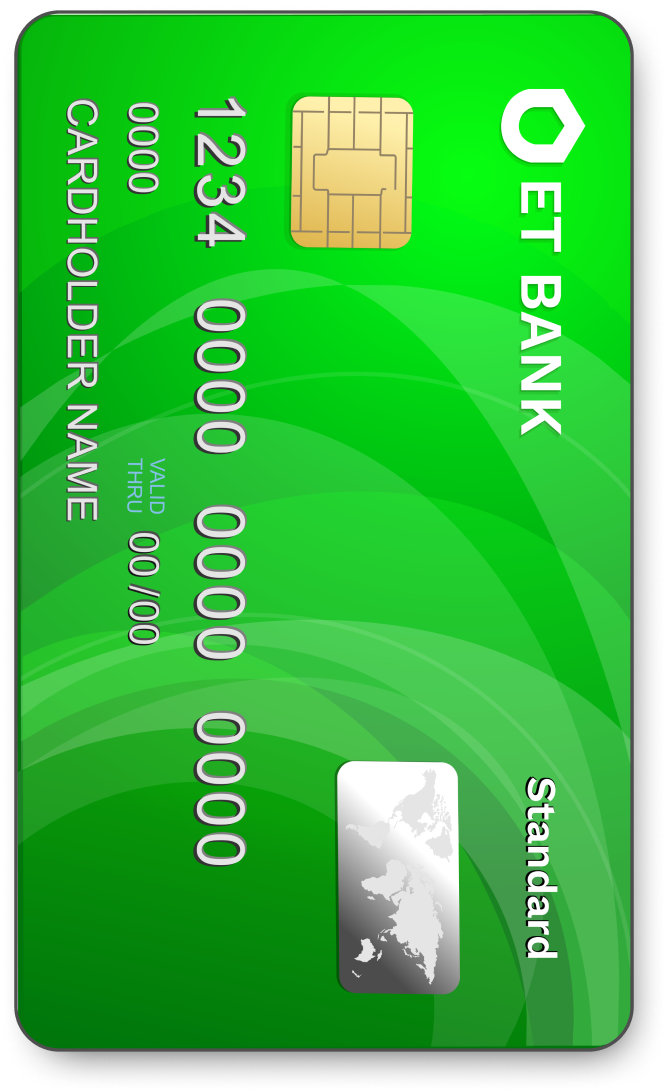 ET BANK
Standard
1234 0000 0000 0000
0000
VALID
THRU
00 /00
CARDHOLDER NAME